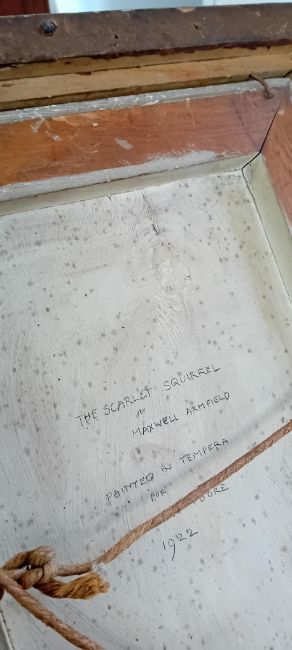 THE SCARLET SQUIRREL
by
MAXWELL ARMFIELD
PAINTED IN TEMPERA
FOR
1922